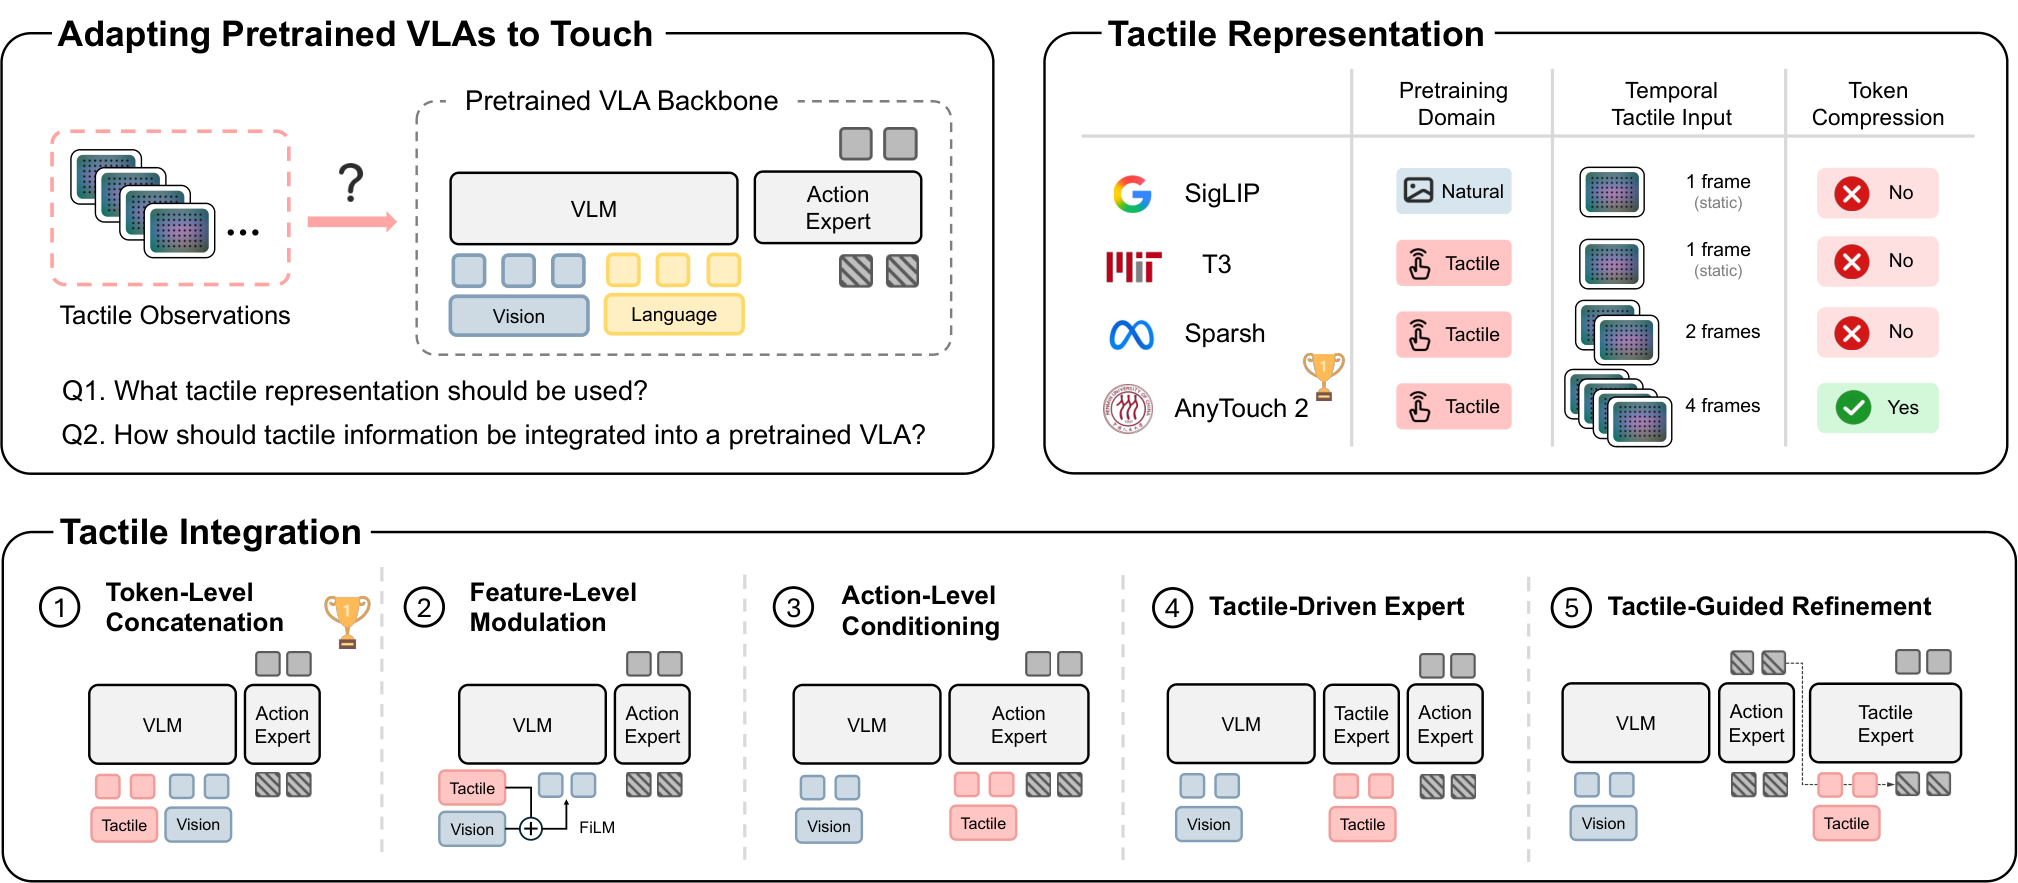 Adapting Pretrained VLAs to Touch
Pretrained VLA Backbone
?
VLM
Action
Expert
...
Vision
Language
Tactile Observations
Q1. What tactile representation should be used?
Q2. How should tactile information be integrated into a pretrained VLA?
Tactile Representation
Pretraining
Domain
Temporal
Tactile Input
Token
Compression
SigLIP
Natural
1 frame
(static)
No
T3
Tactile
1 frame
(static)
No
Sparsh
Tactile
2 frames
No
AnyTouch 2
1
Tactile
4 frames
Yes
Tactile Integration
1
Token-Level
Concatenation
1
VLM
Action
Expert
Tactile
Vision
2
Feature-Level
Modulation
VLM
Action
Expert
Tactile
Vision
FiLM
3
Action-Level
Conditioning
VLM
Action
Expert
Vision
Tactile
4
Tactile-Driven Expert
VLM
Tactile
Expert
Action
Expert
Vision
Tactile
5
Tactile-Guided Refinement
VLM
Action
Expert
Tactile
Expert
Vision
Tactile